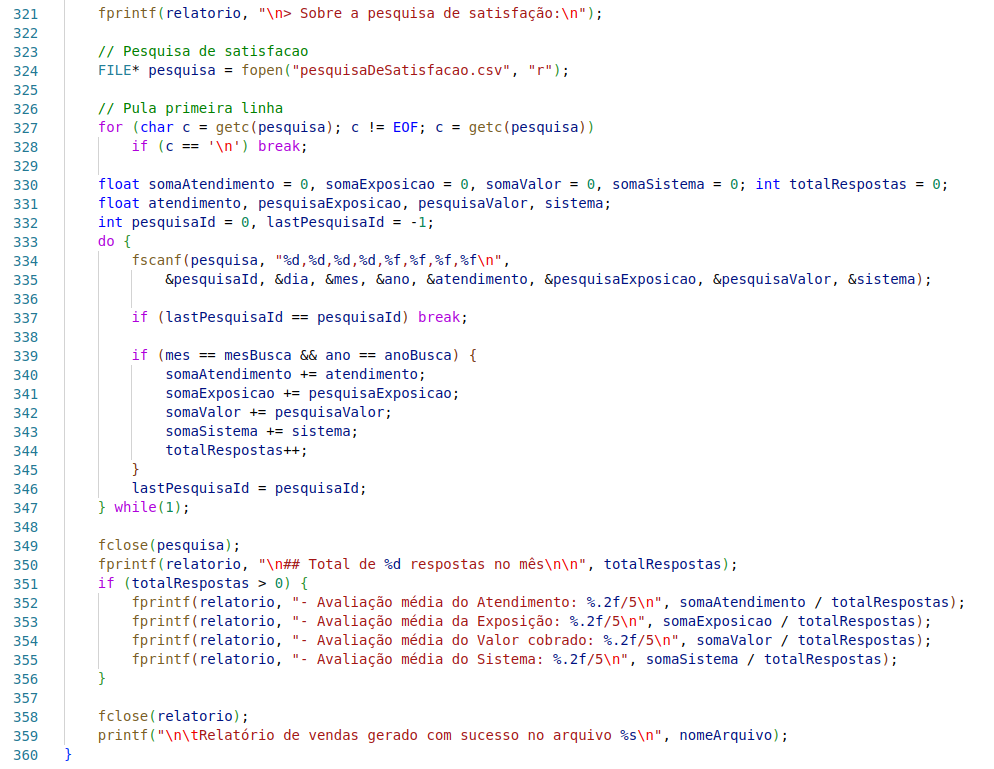 321     fprintf(relatorio, "\n> Sobre a pesquisa de satisfação:\n");
322
323     // Pesquisa de satisfacao
324     FILE* pesquisa = fopen("pesquisaDeSatisfacao.csv", "r");
325
326     // Pula primeira linha
327     for (char c = getc(pesquisa); c != EOF; c = getc(pesquisa))
328         if (c == '\n') break;
329
330     float somaAtendimento = 0, somaExposicao = 0, somaValor = 0, somaSistema = 0; int totalRespostas = 0;
331     float atendimento, pesquisaExposicao, pesquisaValor, sistema;
332     int pesquisaId = 0, lastPesquisaId = -1;
333     do {
334         fscanf(pesquisa, "%d,%d,%d,%d,%f,%f,%f,%f\n",
335             &pesquisaId, &dia, &mes, &ano, &atendimento, &pesquisaExposicao, &pesquisaValor, &sistema);
336
337         if (lastPesquisaId == pesquisaId) break;
338
339         if (mes == mesBusca && ano == anoBusca) {
340             somaAtendimento += atendimento;
341             somaExposicao += pesquisaExposicao;
342             somaValor += pesquisaValor;
343             somaSistema += sistema;
344             totalRespostas++;
345         }
346         lastPesquisaId = pesquisaId;
347     } while(1);
348
349     fclose(pesquisa);
350     fprintf(relatorio, "\n## Total de %d respostas no mês\n\n", totalRespostas);
351     if (totalRespostas > 0) {
352         fprintf(relatorio, "- Avaliação média do Atendimento: %.2f/5\n", somaAtendimento / totalRespostas);
353         fprintf(relatorio, "- Avaliação média da Exposição: %.2f/5\n", somaExposicao / totalRespostas);
354         fprintf(relatorio, "- Avaliação média do Valor cobrado: %.2f/5\n", somaValor / totalRespostas);
355         fprintf(relatorio, "- Avaliação média do Sistema: %.2f/5\n", somaSistema / totalRespostas);
356     }
357
358     fclose(relatorio);
359     printf("\n\tRelatório de vendas gerado com sucesso no arquivo %s\n", nomeArquivo);
360 }